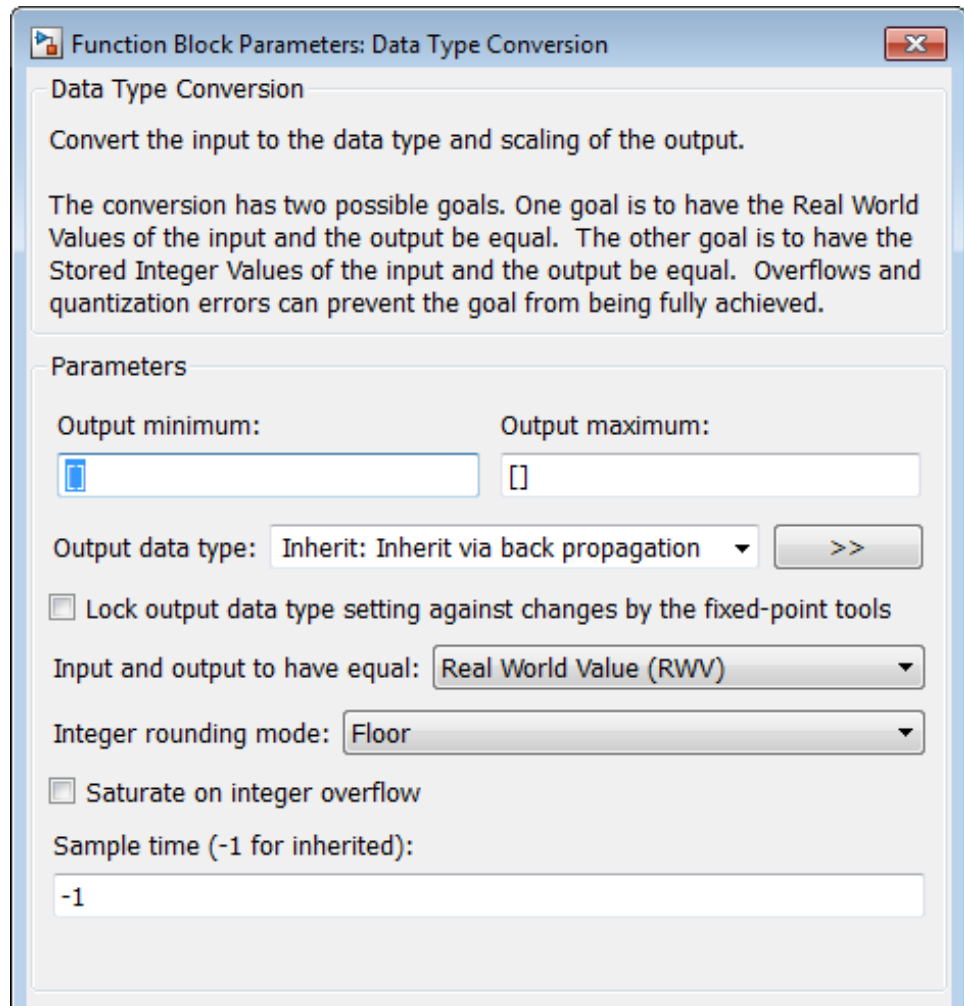 Function Block Parameters: Data Type Conversion
Data Type Conversion
Convert the input to the data type and scaling of the output.
The conversion has two possible goals. One goal is to have the Real World
Values of the input and the output be equal.  The other goal is to have the
Stored Integer Values of the input and the output be equal.  Overflows and
quantization errors can prevent the goal from being fully achieved.
Parameters
Output minimum: Output maximum:
[] []
Output data type: Inherit: Inherit via back propagation >>
Lock output data type setting against changes by the fixed-point tools
Input and output to have equal: Real World Value (RWV)
Integer rounding mode: Floor
Saturate on integer overflow
Sample time (-1 for inherited):
-1